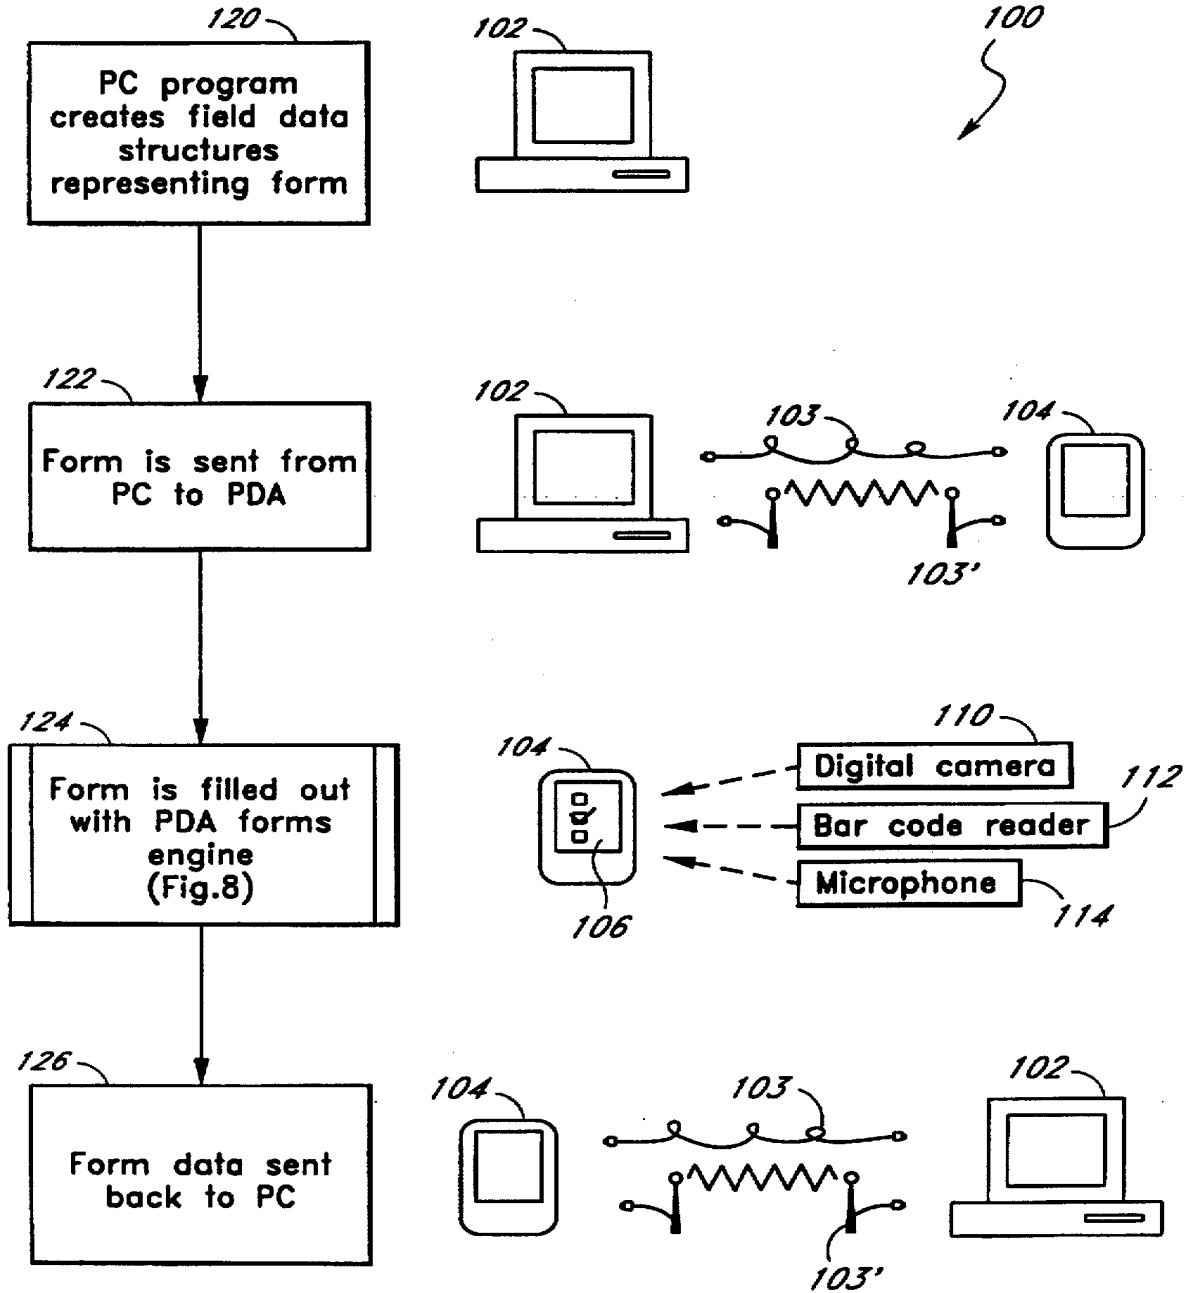 120
102
100
PC program
creates field data
structures
representing form
122
102
103
104
Form is sent from
PC to PDA
103'
124
104
110
Form is filled out
with PDA forms
engine
(Fig.8)
Digital camera
112
Bar code reader
Microphone
106
114
126
104
103
102
Form data sent
back to PC
103'